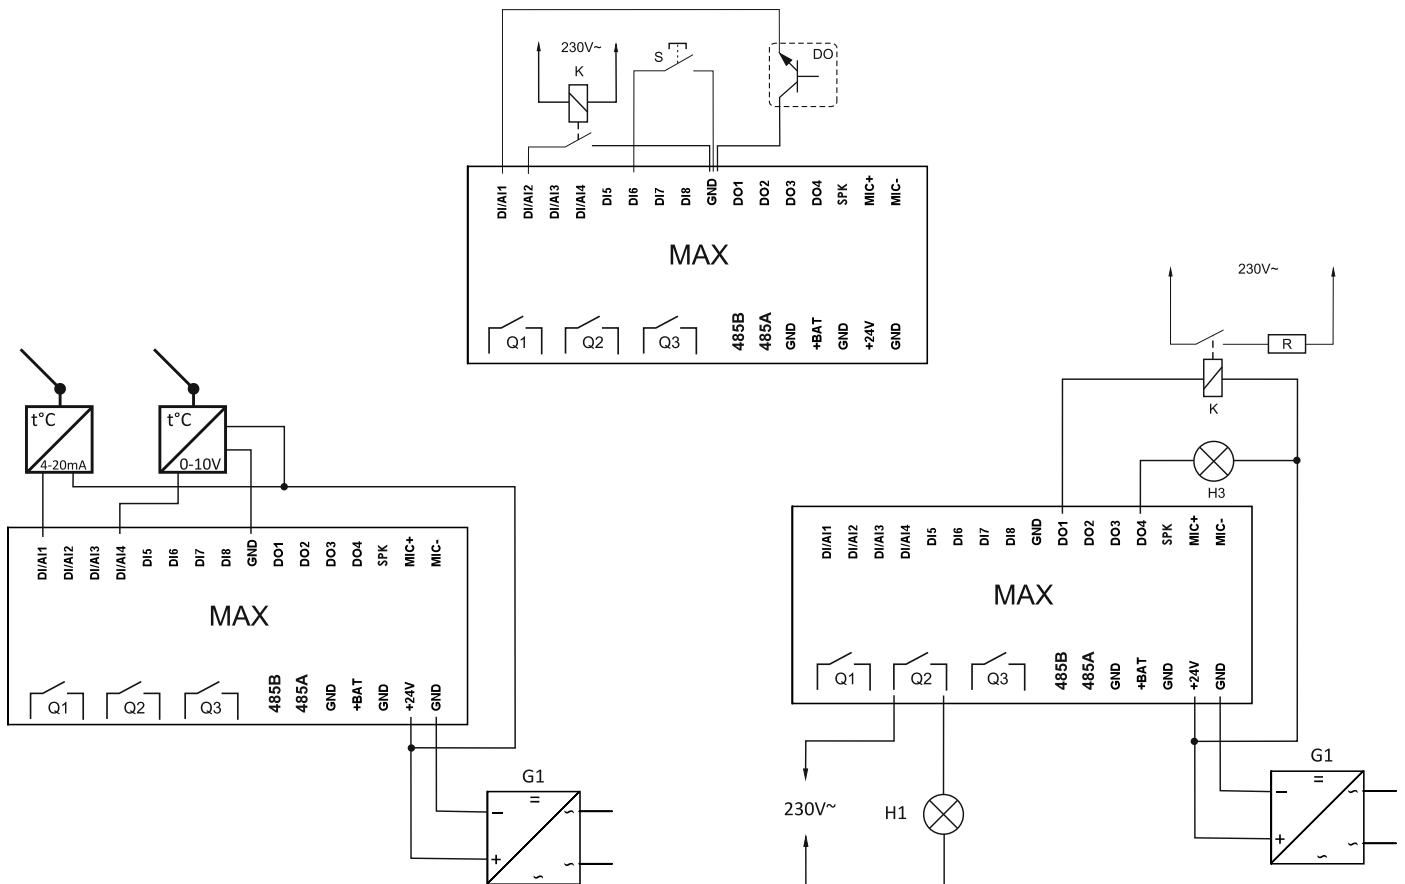 230V~
K
S
DO
DI/AI1
DI/AI2
DI/AI3
DI/AI4
DI5
DI6
DI7
DI8
GND
DO1
DO2
DO3
DO4
SPK
MIC+
MIC-
MAX
Q1
Q2
Q3
485B
485A
GND
+BAT
GND
+24V
GND
t°C
4-20mA
t°C
0-10V
DI/AI1
DI/AI2
DI/AI3
DI/AI4
DI5
DI6
DI7
DI8
GND
DO1
DO2
DO3
DO4
SPK
MIC+
MIC-
MAX
Q1
Q2
Q3
485B
485A
GND
+BAT
GND
+24V
GND
G1
=
−
+
~
~
~
230V~
R
K
H3
DI/AI1
DI/AI2
DI/AI3
DI/AI4
DI5
DI6
DI7
DI8
GND
DO1
DO2
DO3
DO4
SPK
MIC+
MIC-
MAX
Q1
Q2
Q3
485B
485A
GND
+BAT
GND
+24V
GND
230V~
H1
G1
=
−
+
~
~
~